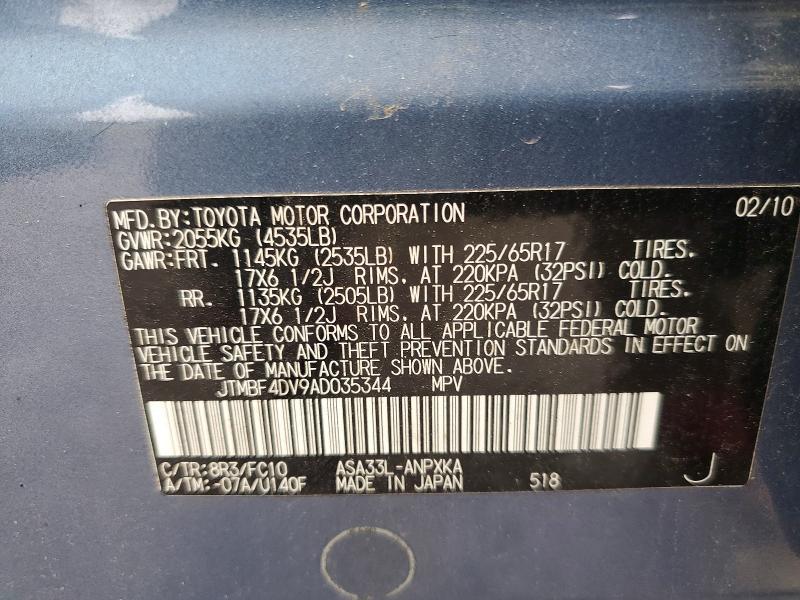 MFD.BY:TOYOTA MOTOR CORPORATION 02/10
GVWR:2055KG (4535LB)
GAWR:FRT. 1145KG (2535LB) WITH 225/65R17 TIRES.
17X6 1/2J RIMS. AT 220KPA (32PSI) COLD.
RR. 1135KG (2505LB) WITH 225/65R17 TIRES.
17X6 1/2J RIMS. AT 220KPA (32PSI) COLD.
THIS VEHICLE CONFORMS TO ALL APPLICABLE FEDERAL MOTOR
VEHICLE SAFETY AND THEFT PREVENTION STANDARDS IN EFFECT ON
THE DATE OF MANUFACTURE SHOWN ABOVE.
JTMBF4DV9AD035344 MPV
C/TR:8R3/FC10 ASA33L-ANPXKA
A/TM:-07A/U140F MADE IN JAPAN 518 J